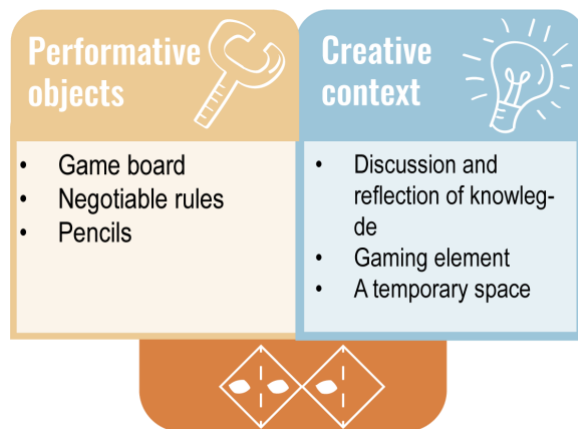 Performative
objects
• Game board
• Negotiable rules
• Pencils
Creative
context
• Discussion and
reflection of knowleg-
de
• Gaming element
• A temporary space